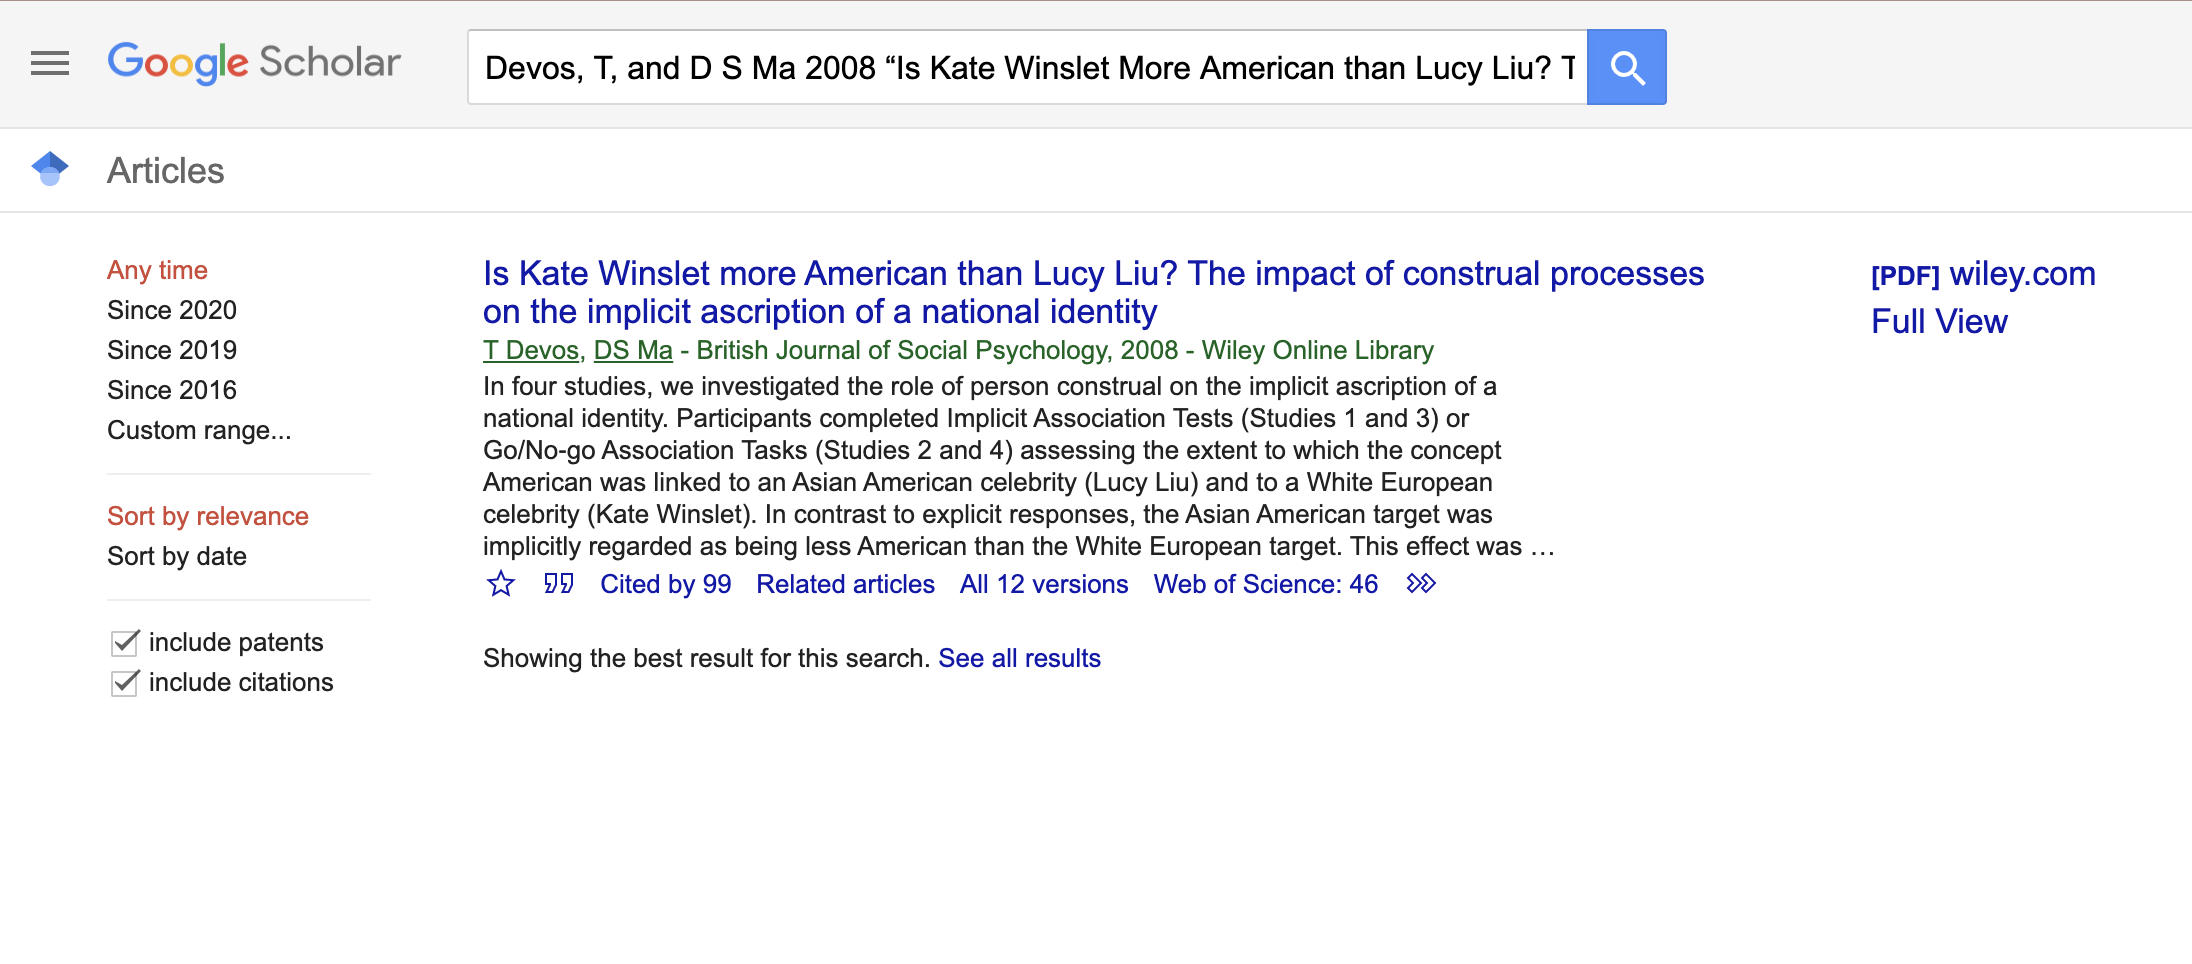 Google Scholar
Devos, T, and D S Ma 2008 “Is Kate Winslet More American than Lucy Liu? T
Articles
Any time
Since 2020
Since 2019
Since 2016
Custom range...
Sort by relevance
Sort by date
include patents
include citations
Is Kate Winslet more American than Lucy Liu? The impact of construal processes
on the implicit ascription of a national identity
T Devos, DS Ma - British Journal of Social Psychology, 2008 - Wiley Online Library
In four studies, we investigated the role of person construal on the implicit ascription of a
national identity. Participants completed Implicit Association Tests (Studies 1 and 3) or
Go/No-go Association Tasks (Studies 2 and 4) assessing the extent to which the concept
American was linked to an Asian American celebrity (Lucy Liu) and to a White European
celebrity (Kate Winslet). In contrast to explicit responses, the Asian American target was
implicitly regarded as being less American than the White European target. This effect was …
Cited by 99 Related articles All 12 versions Web of Science: 46
Showing the best result for this search. See all results
[PDF] wiley.com
Full View